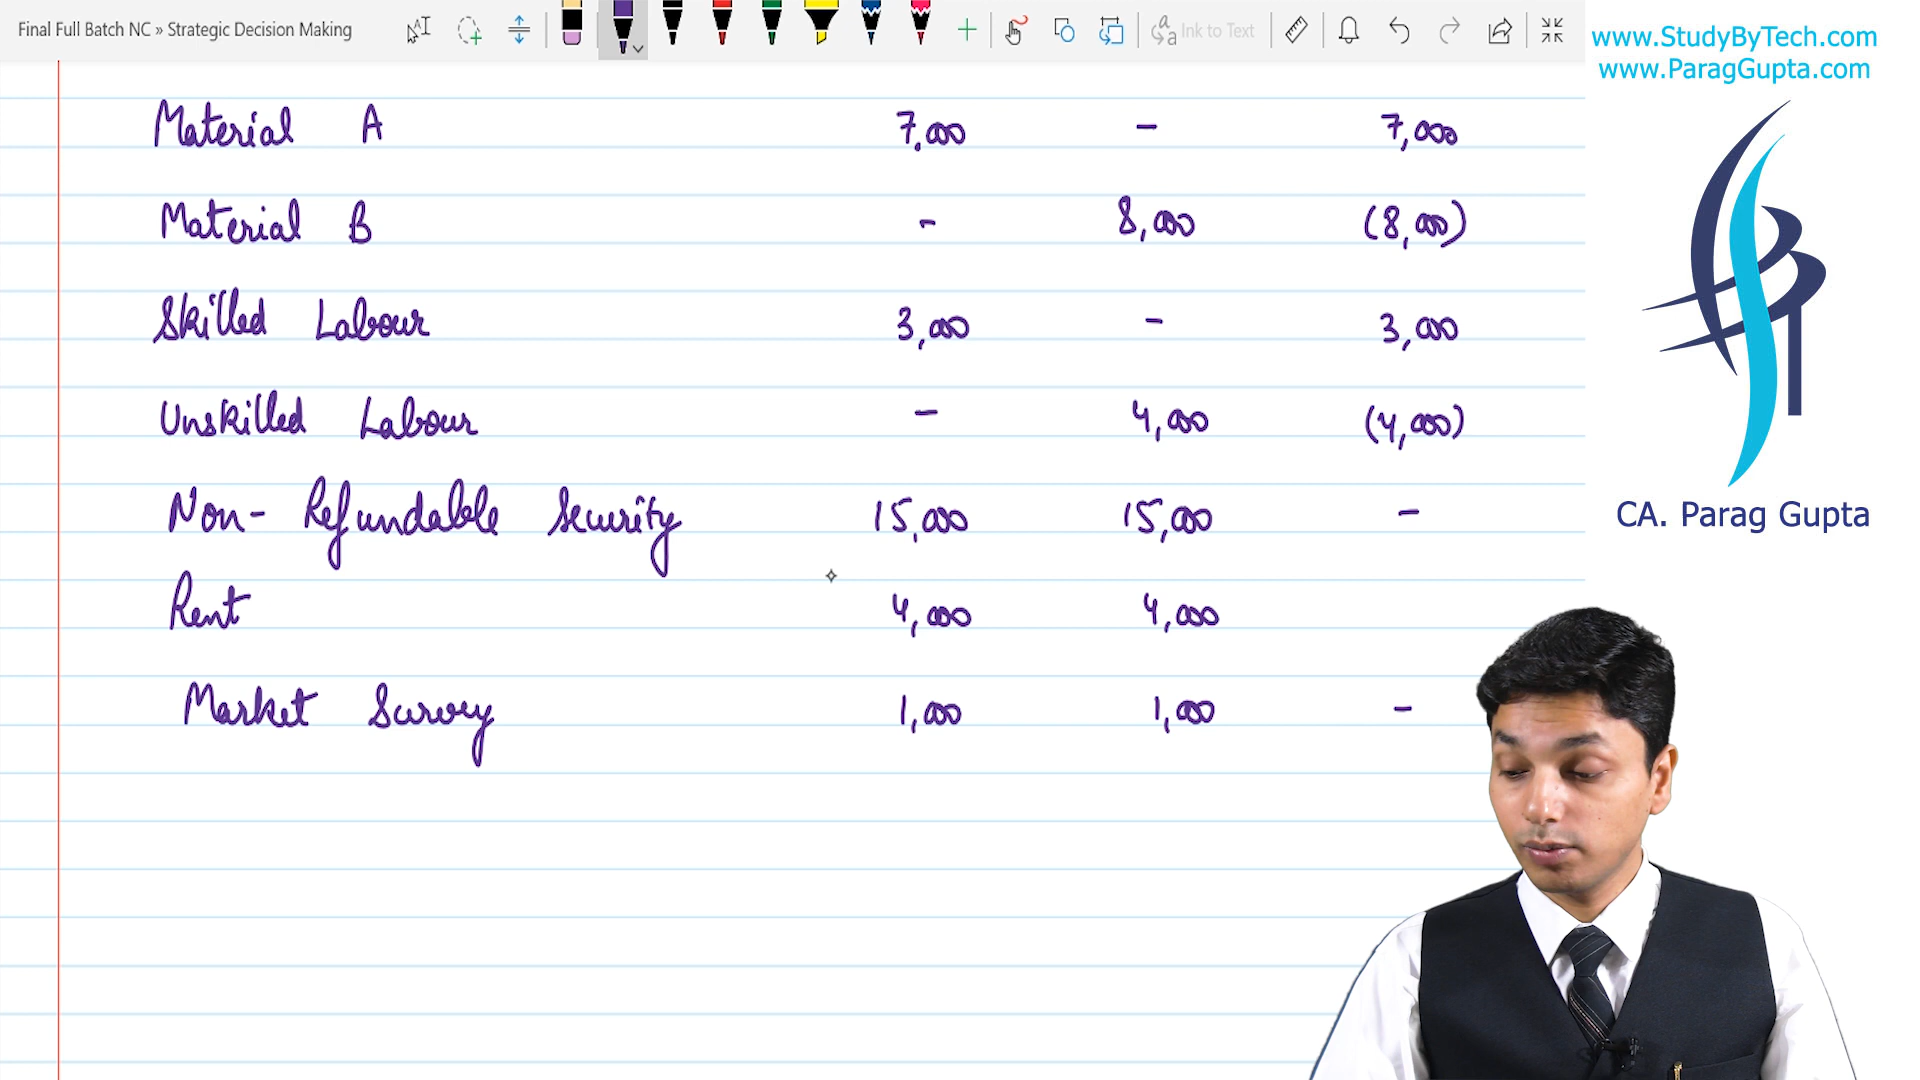 Final Full Batch NC » Strategic Decision Making
Ink to Text
www.StudyByTech.com
www.ParagGupta.com
Material A 7,000 - 7,000
Material B - 8,000 (8,000)
Skilled Labour 3,000 - 3,000
Unskilled Labour - 4,000 (4,000)
Non-Refundable Security 15,000 15,000 -
CA. Parag Gupta
Rent 4,000 4,000
Market Survey 1,000 1,000 -